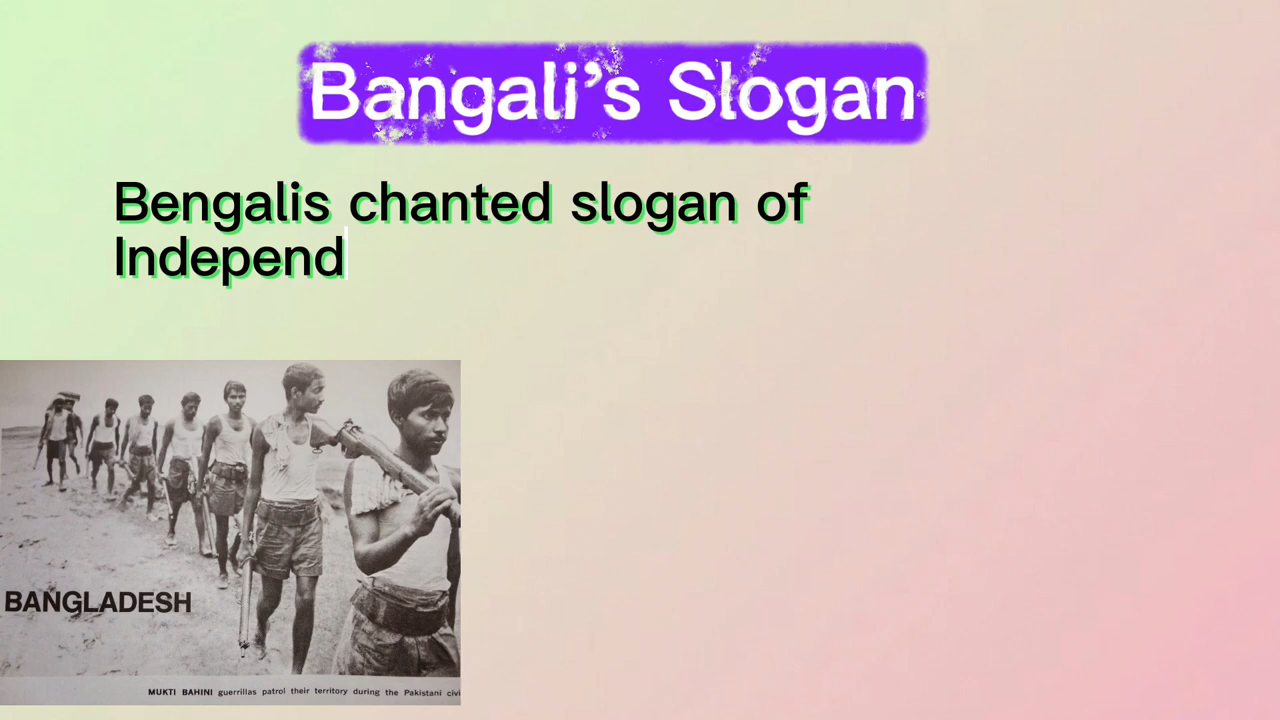 Bangali’s Slogan
Bengalis chanted slogan of
Independ
BANGLADESH
MUKTI BAHINI guerrillas patrol their territory during the Pakistani civi